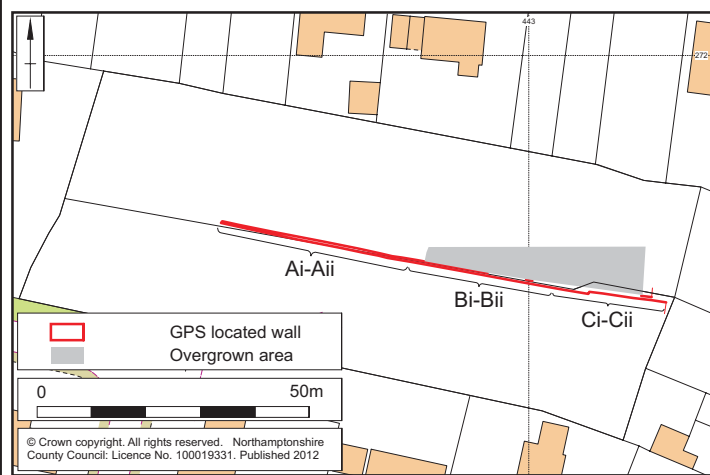 443
272
Ai-Aii
Bi-Bii
Ci-Cii
GPS located wall
Overgrown area
0 50m
© Crown copyright. All rights reserved. Northamptonshire
County Council: Licence No. 100019331. Published 2012